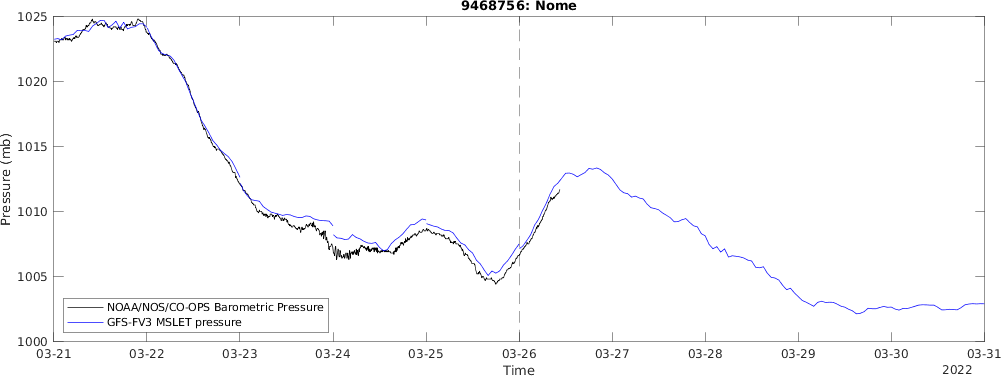 9468756: Nome
1025
1020
1015
1010
1005
1000
Pressure (mb)
NOAA/NOS/CO-OPS Barometric Pressure
GFS-FV3 MSLET pressure
03-21 03-22 03-23 03-24 03-25 03-26 03-27 03-28 03-29 03-30 03-31
Time
2022